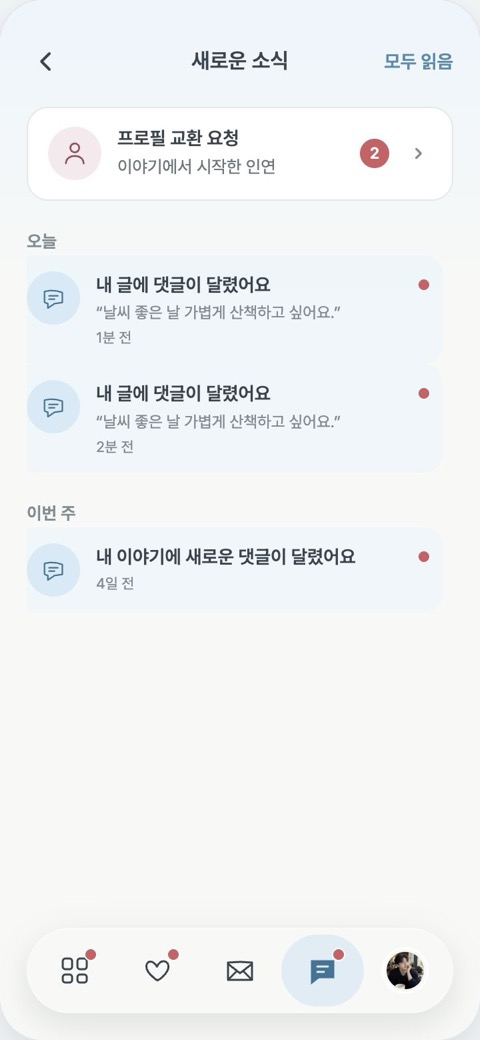 새로운 소식
모두 읽음
프로필 교환 요청
이야기에서 시작한 인연
2
오늘
내 글에 댓글이 달렸어요
“날씨 좋은 날 가볍게 산책하고 싶어요.”
1분 전
내 글에 댓글이 달렸어요
“날씨 좋은 날 가볍게 산책하고 싶어요.”
2분 전
이번 주
내 이야기에 새로운 댓글이 달렸어요
4일 전